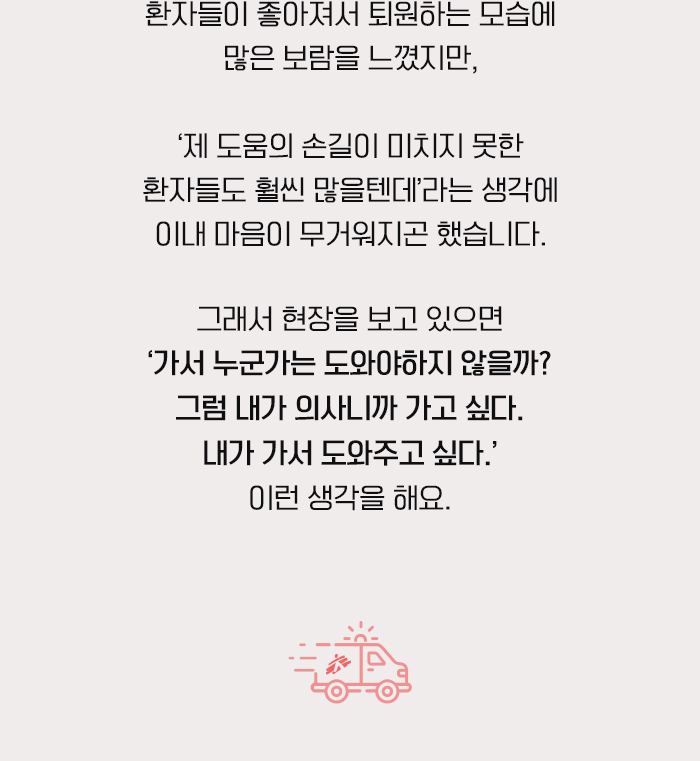 환자들이 좋아져서 퇴원하는 모습에
많은 보람을 느꼈지만,
‘제 도움의 손길이 미치지 못한
환자들도 훨씬 많을텐데’라는 생각에
이내 마음이 무거워지곤 했습니다.
그래서 현장을 보고 있으면
‘가서 누군가는 도와야하지 않을까?
그럼 내가 의사니까 가고 싶다.
내가 가서 도와주고 싶다.’
이런 생각을 해요.